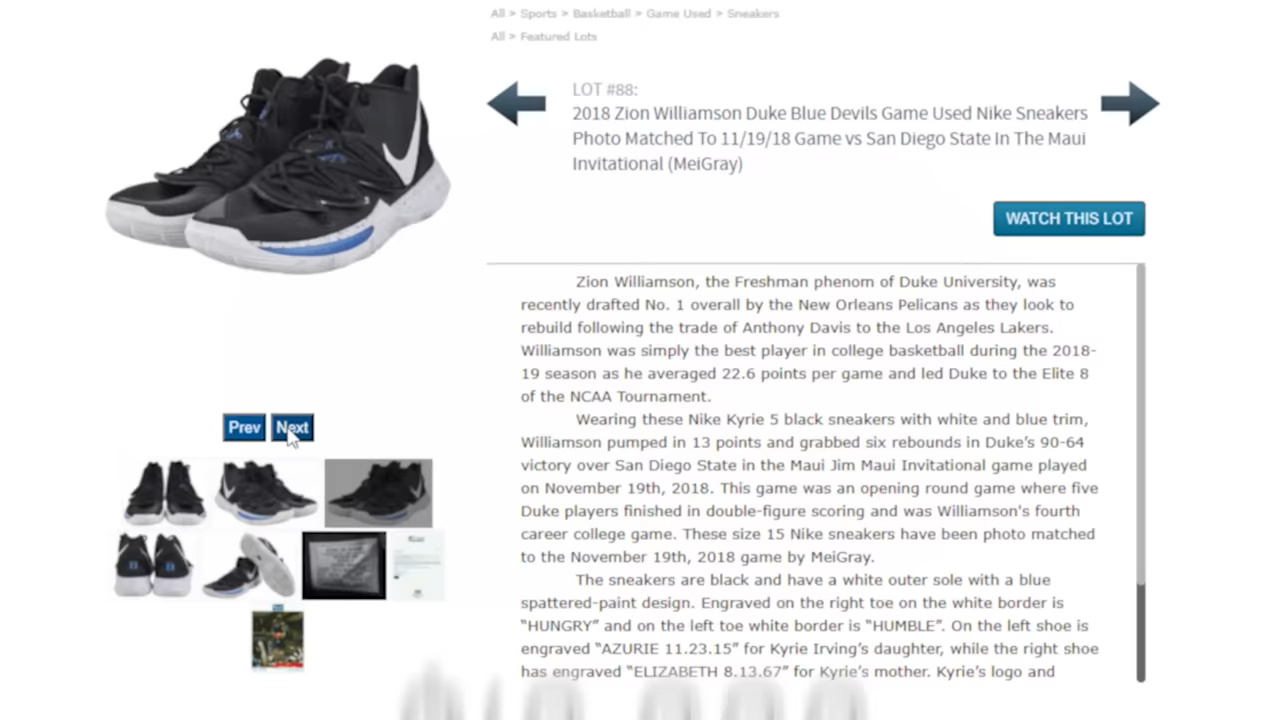 All > Sports > Basketball > Game Used > Sneakers
All > Featured Lots
LOT #88:
2018 Zion Williamson Duke Blue Devils Game Used Nike Sneakers
Photo Matched To 11/19/18 Game vs San Diego State In The Maui
Invitational (MeiGray)
WATCH THIS LOT
Zion Williamson, the Freshman phenom of Duke University, was
recently drafted No. 1 overall by the New Orleans Pelicans as they look to
rebuild following the trade of Anthony Davis to the Los Angeles Lakers.
Williamson was simply the best player in college basketball during the 2018-
19 season as he averaged 22.6 points per game and led Duke to the Elite 8
of the NCAA Tournament.
Wearing these Nike Kyrie 5 black sneakers with white and blue trim,
Williamson pumped in 13 points and grabbed six rebounds in Duke's 90-64
victory over San Diego State in the Maui Jim Maui Invitational game played
on November 19th, 2018. This game was an opening round game where five
Duke players finished in double-figure scoring and was Williamson's fourth
career college game. These size 15 Nike sneakers have been photo matched
to the November 19th, 2018 game by MeiGray.
The sneakers are black and have a white outer sole with a blue
spattered-paint design. Engraved on the right toe on the white border is
"HUNGRY" and on the left toe white border is "HUMBLE". On the left shoe is
engraved "AZURIE 11.23.15" for Kyrie Irving's daughter, while the right shoe
has engraved "ELIZABETH 8.13.67" for Kyrie's mother. Kyrie's logo and
Prev Next